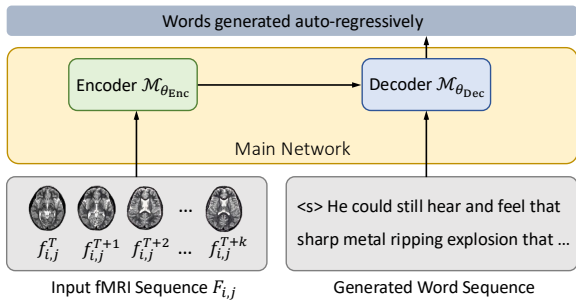 Words generated auto-regressively
Encoder $\mathcal{M}_{\theta_{\text{Enc}}}$
Decoder $\mathcal{M}_{\theta_{\text{Dec}}}$
Main Network
$f_{i,j}^{T}$ $f_{i,j}^{T+1}$ $f_{i,j}^{T+2}$ ... $f_{i,j}^{T+k}$
...
<s> He could still hear and feel that
sharp metal ripping explosion that ...
Input fMRI Sequence $F_{i,j}$
Generated Word Sequence